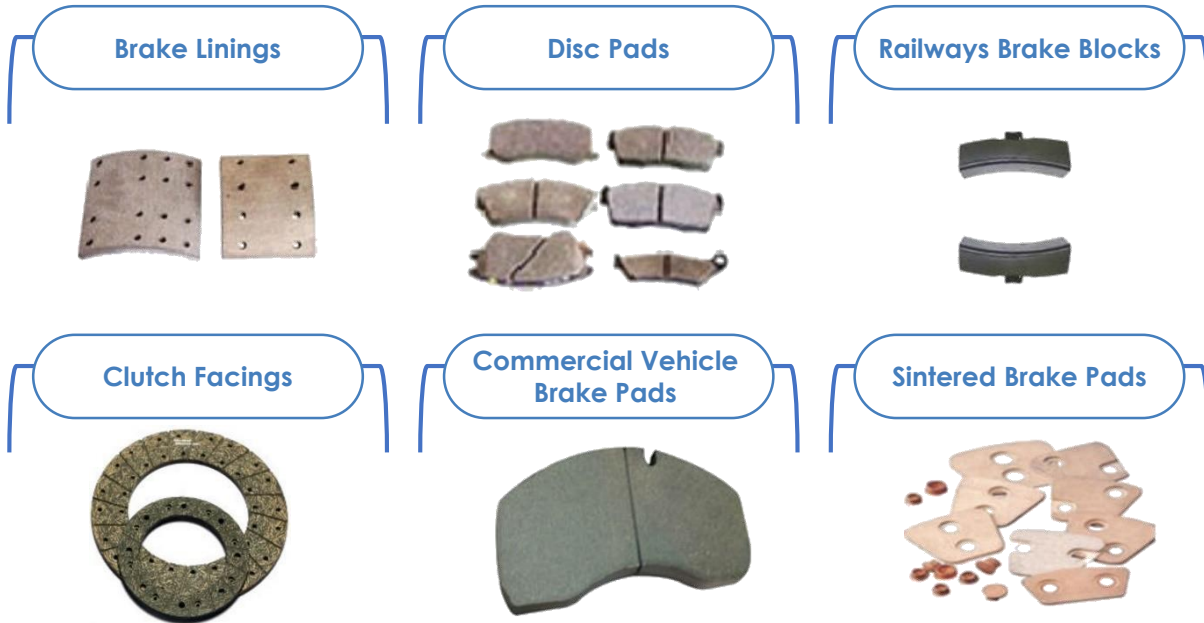 Brake Linings
Disc Pads
Railways Brake Blocks
Clutch Facings
Commercial Vehicle
Brake Pads
Sintered Brake Pads